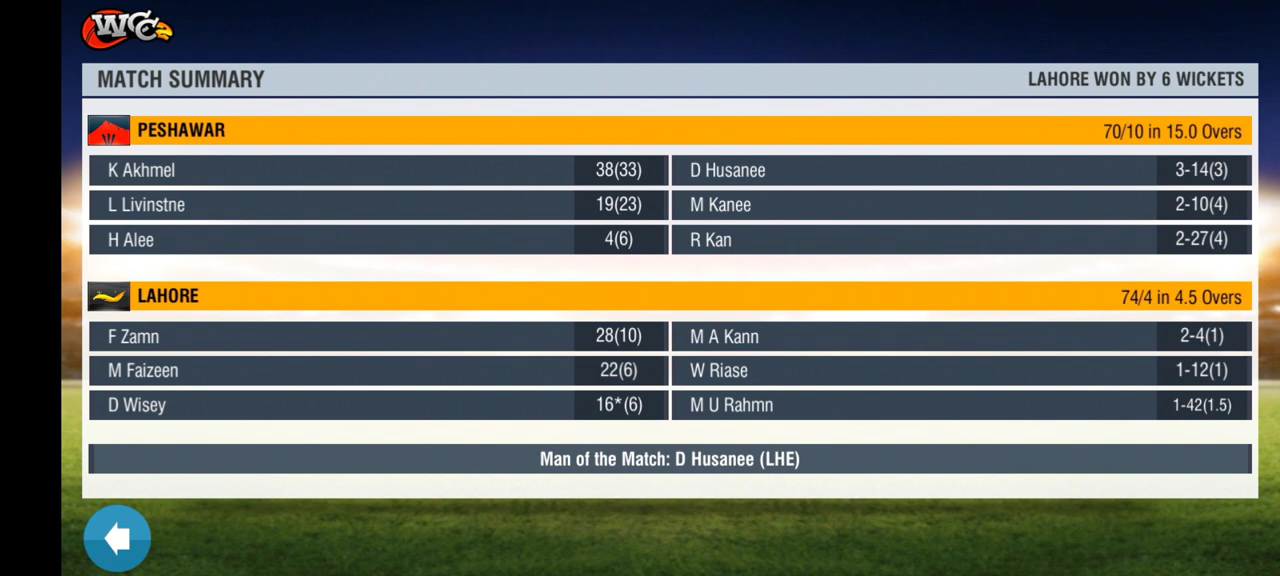 WCC2
MATCH SUMMARY LAHORE WON BY 6 WICKETS
PESHAWAR 70/10 in 15.0 Overs
K Akhmel 38(33) D Husanee 3-14(3)
L Livinstne 19(23) M Kanee 2-10(4)
H Alee 4(6) R Kan 2-27(4)
LAHORE 74/4 in 4.5 Overs
F Zamn 28(10) M A Kann 2-4(1)
M Faizeen 22(6) W Riase 1-12(1)
D Wisey 16*(6) M U Rahmn 1-42(1.5)
Man of the Match: D Husanee (LHE)